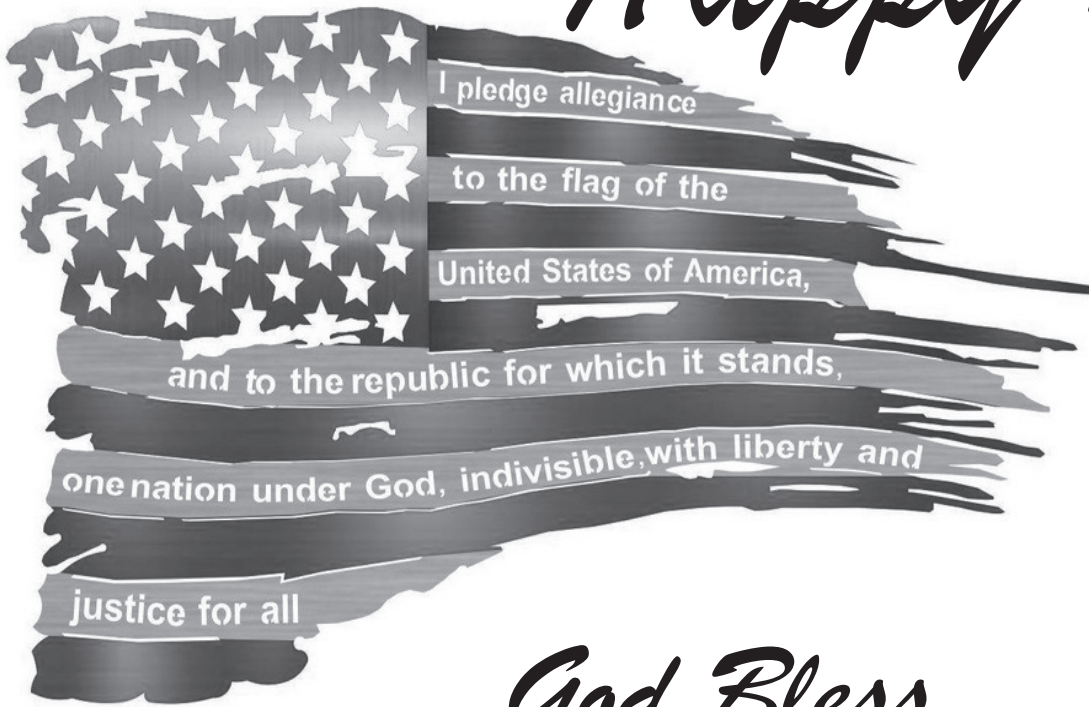 Happy
I pledge allegiance
to the flag of the
United States of America,
and to the republic for which it stands,
one nation under God, indivisible, with liberty and
justice for all
God Bless